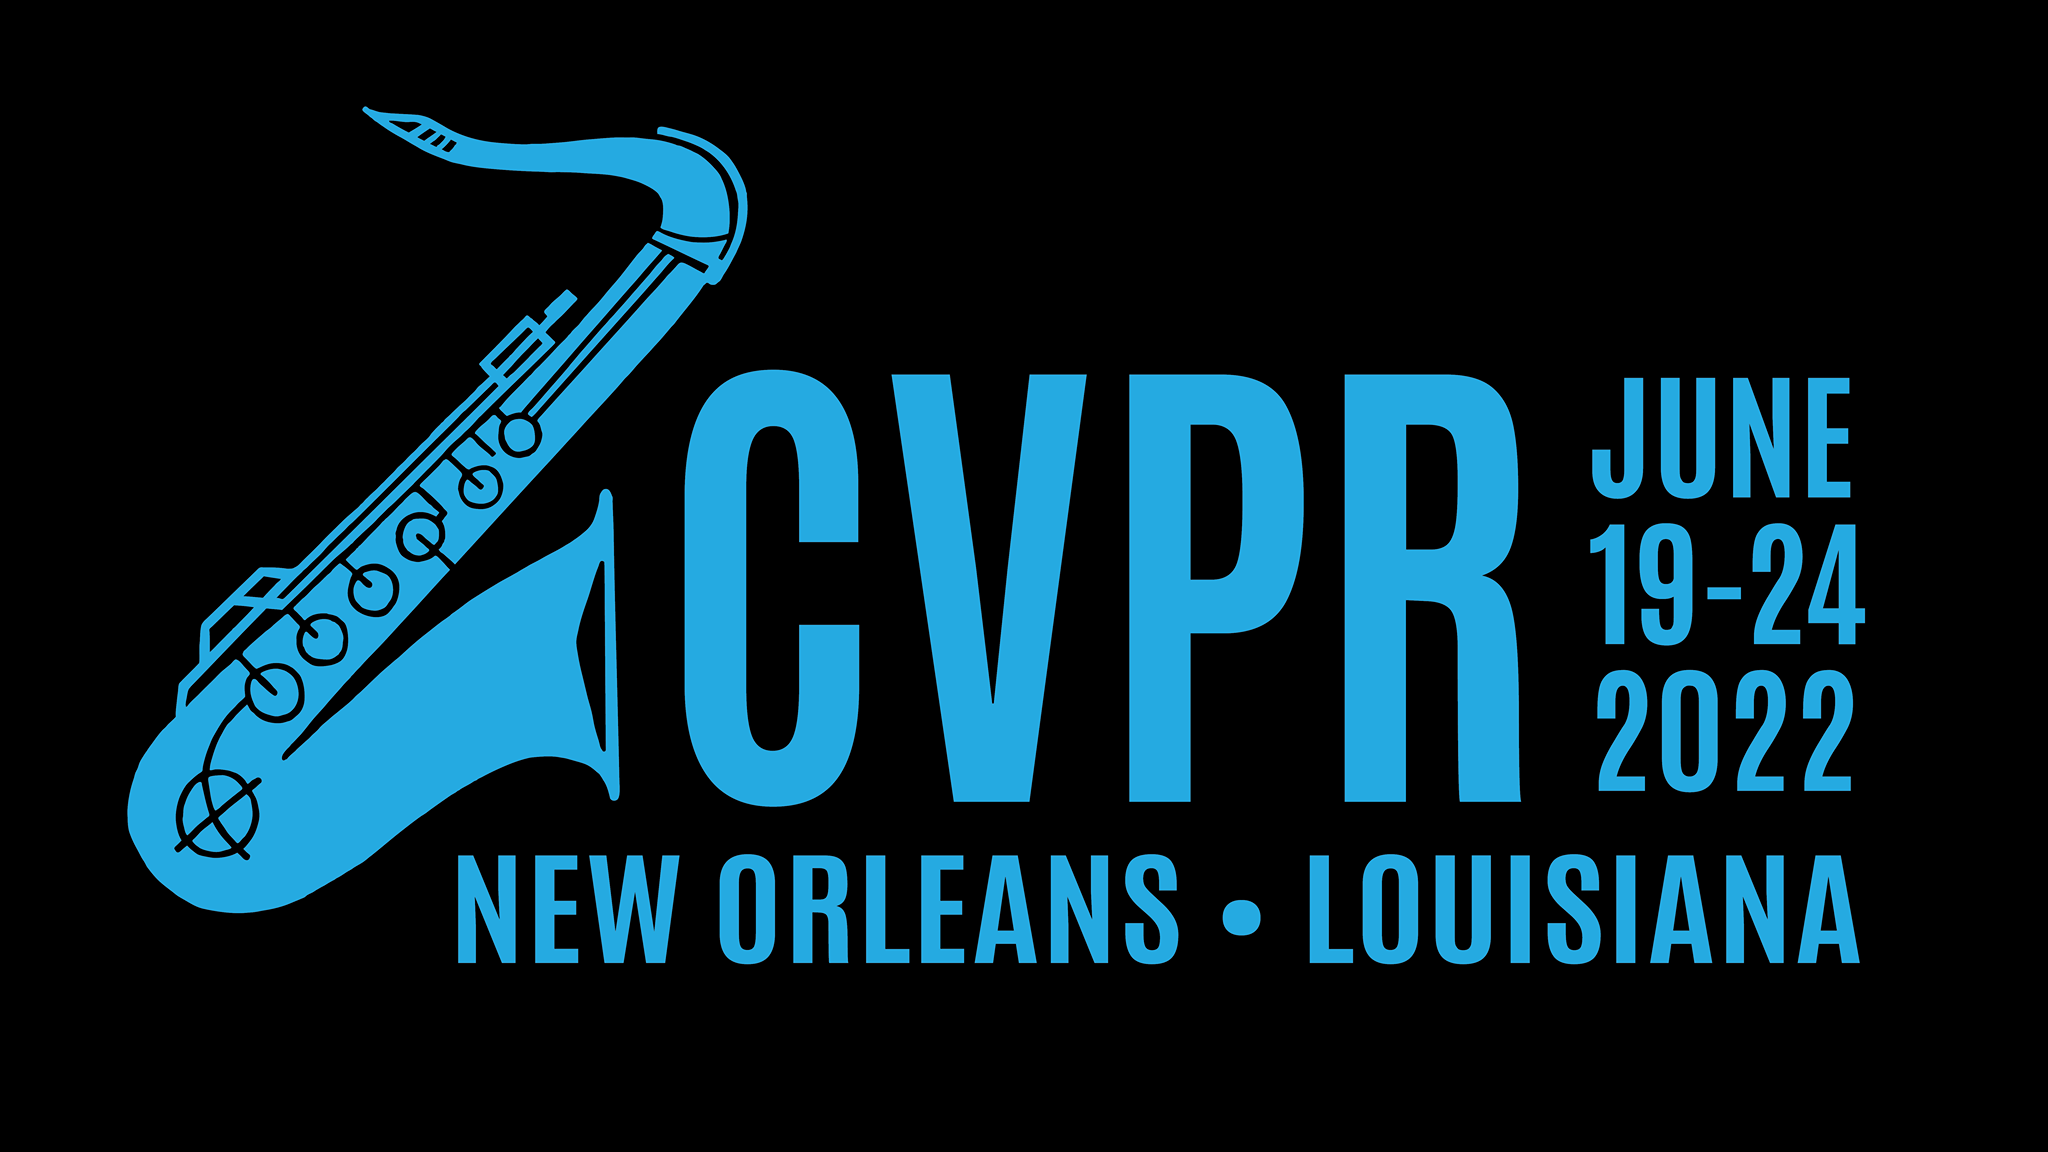 CVPR
JUNE
19-24
2022
NEW ORLEANS • LOUISIANA